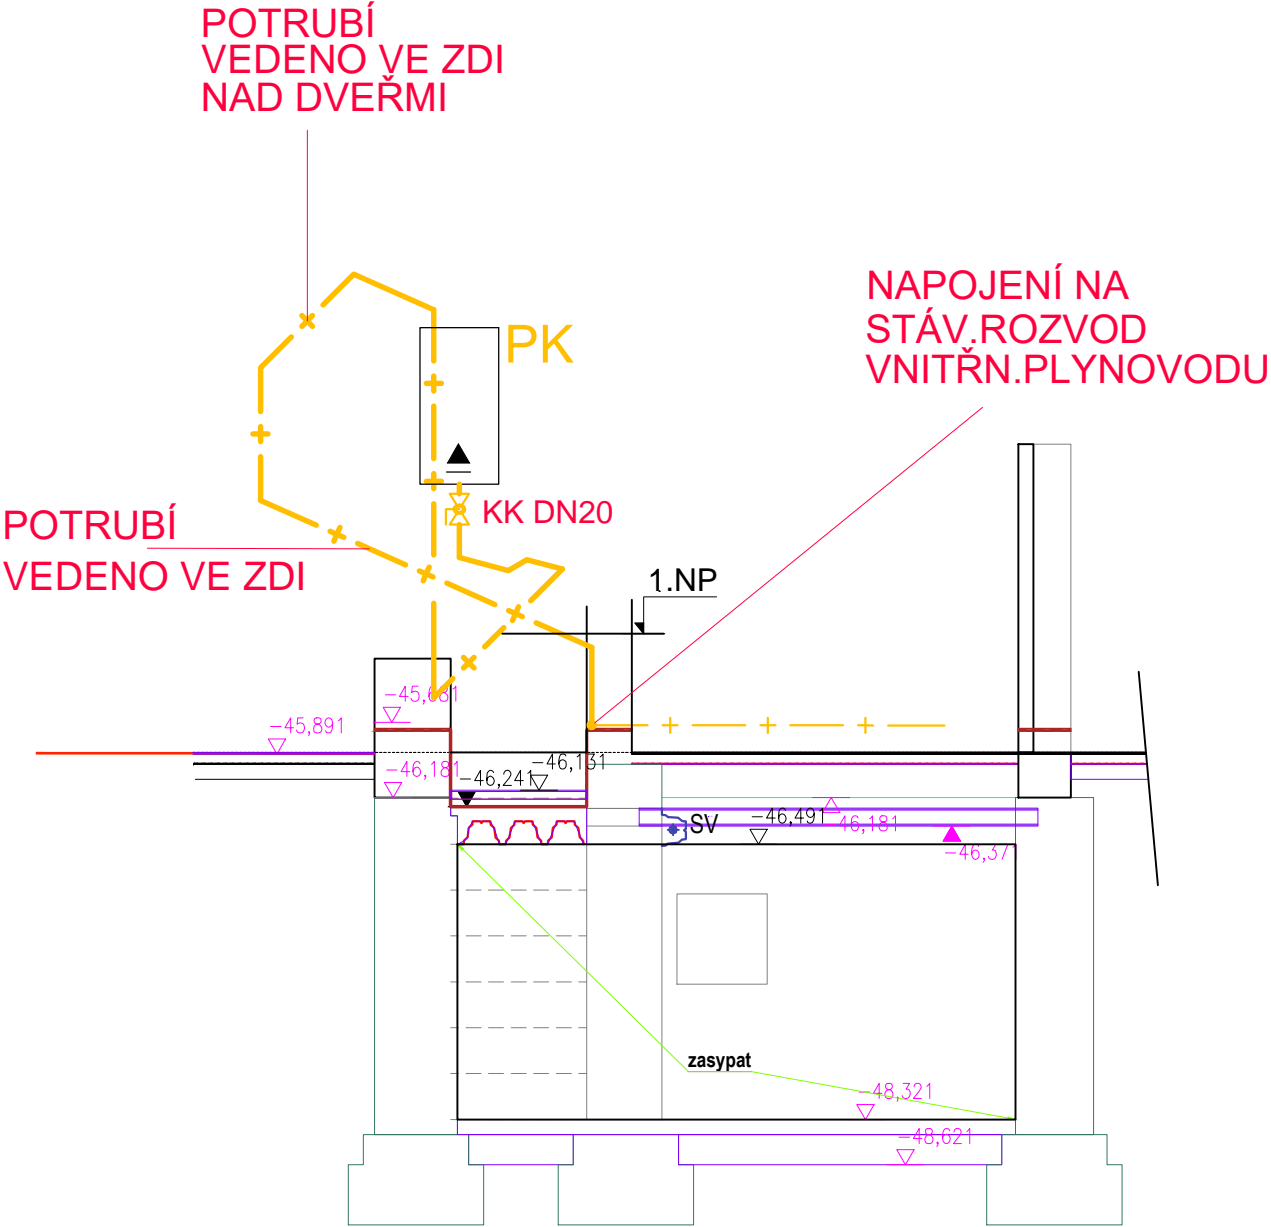 POTRUBÍ
VEDENO VE ZDI
NAD DVEŘMI
NAPOJENÍ NA
STÁV.ROZVOD
VNITŘN.PLYNOVODU
PK
KK DN20
POTRUBÍ
VEDENO VE ZDI
1.NP
-45,681
-45,891
-46,181
-46,241
-46,131
-46,491
-46,181
SV
-46,37
zasypat
-48,321
-48,621